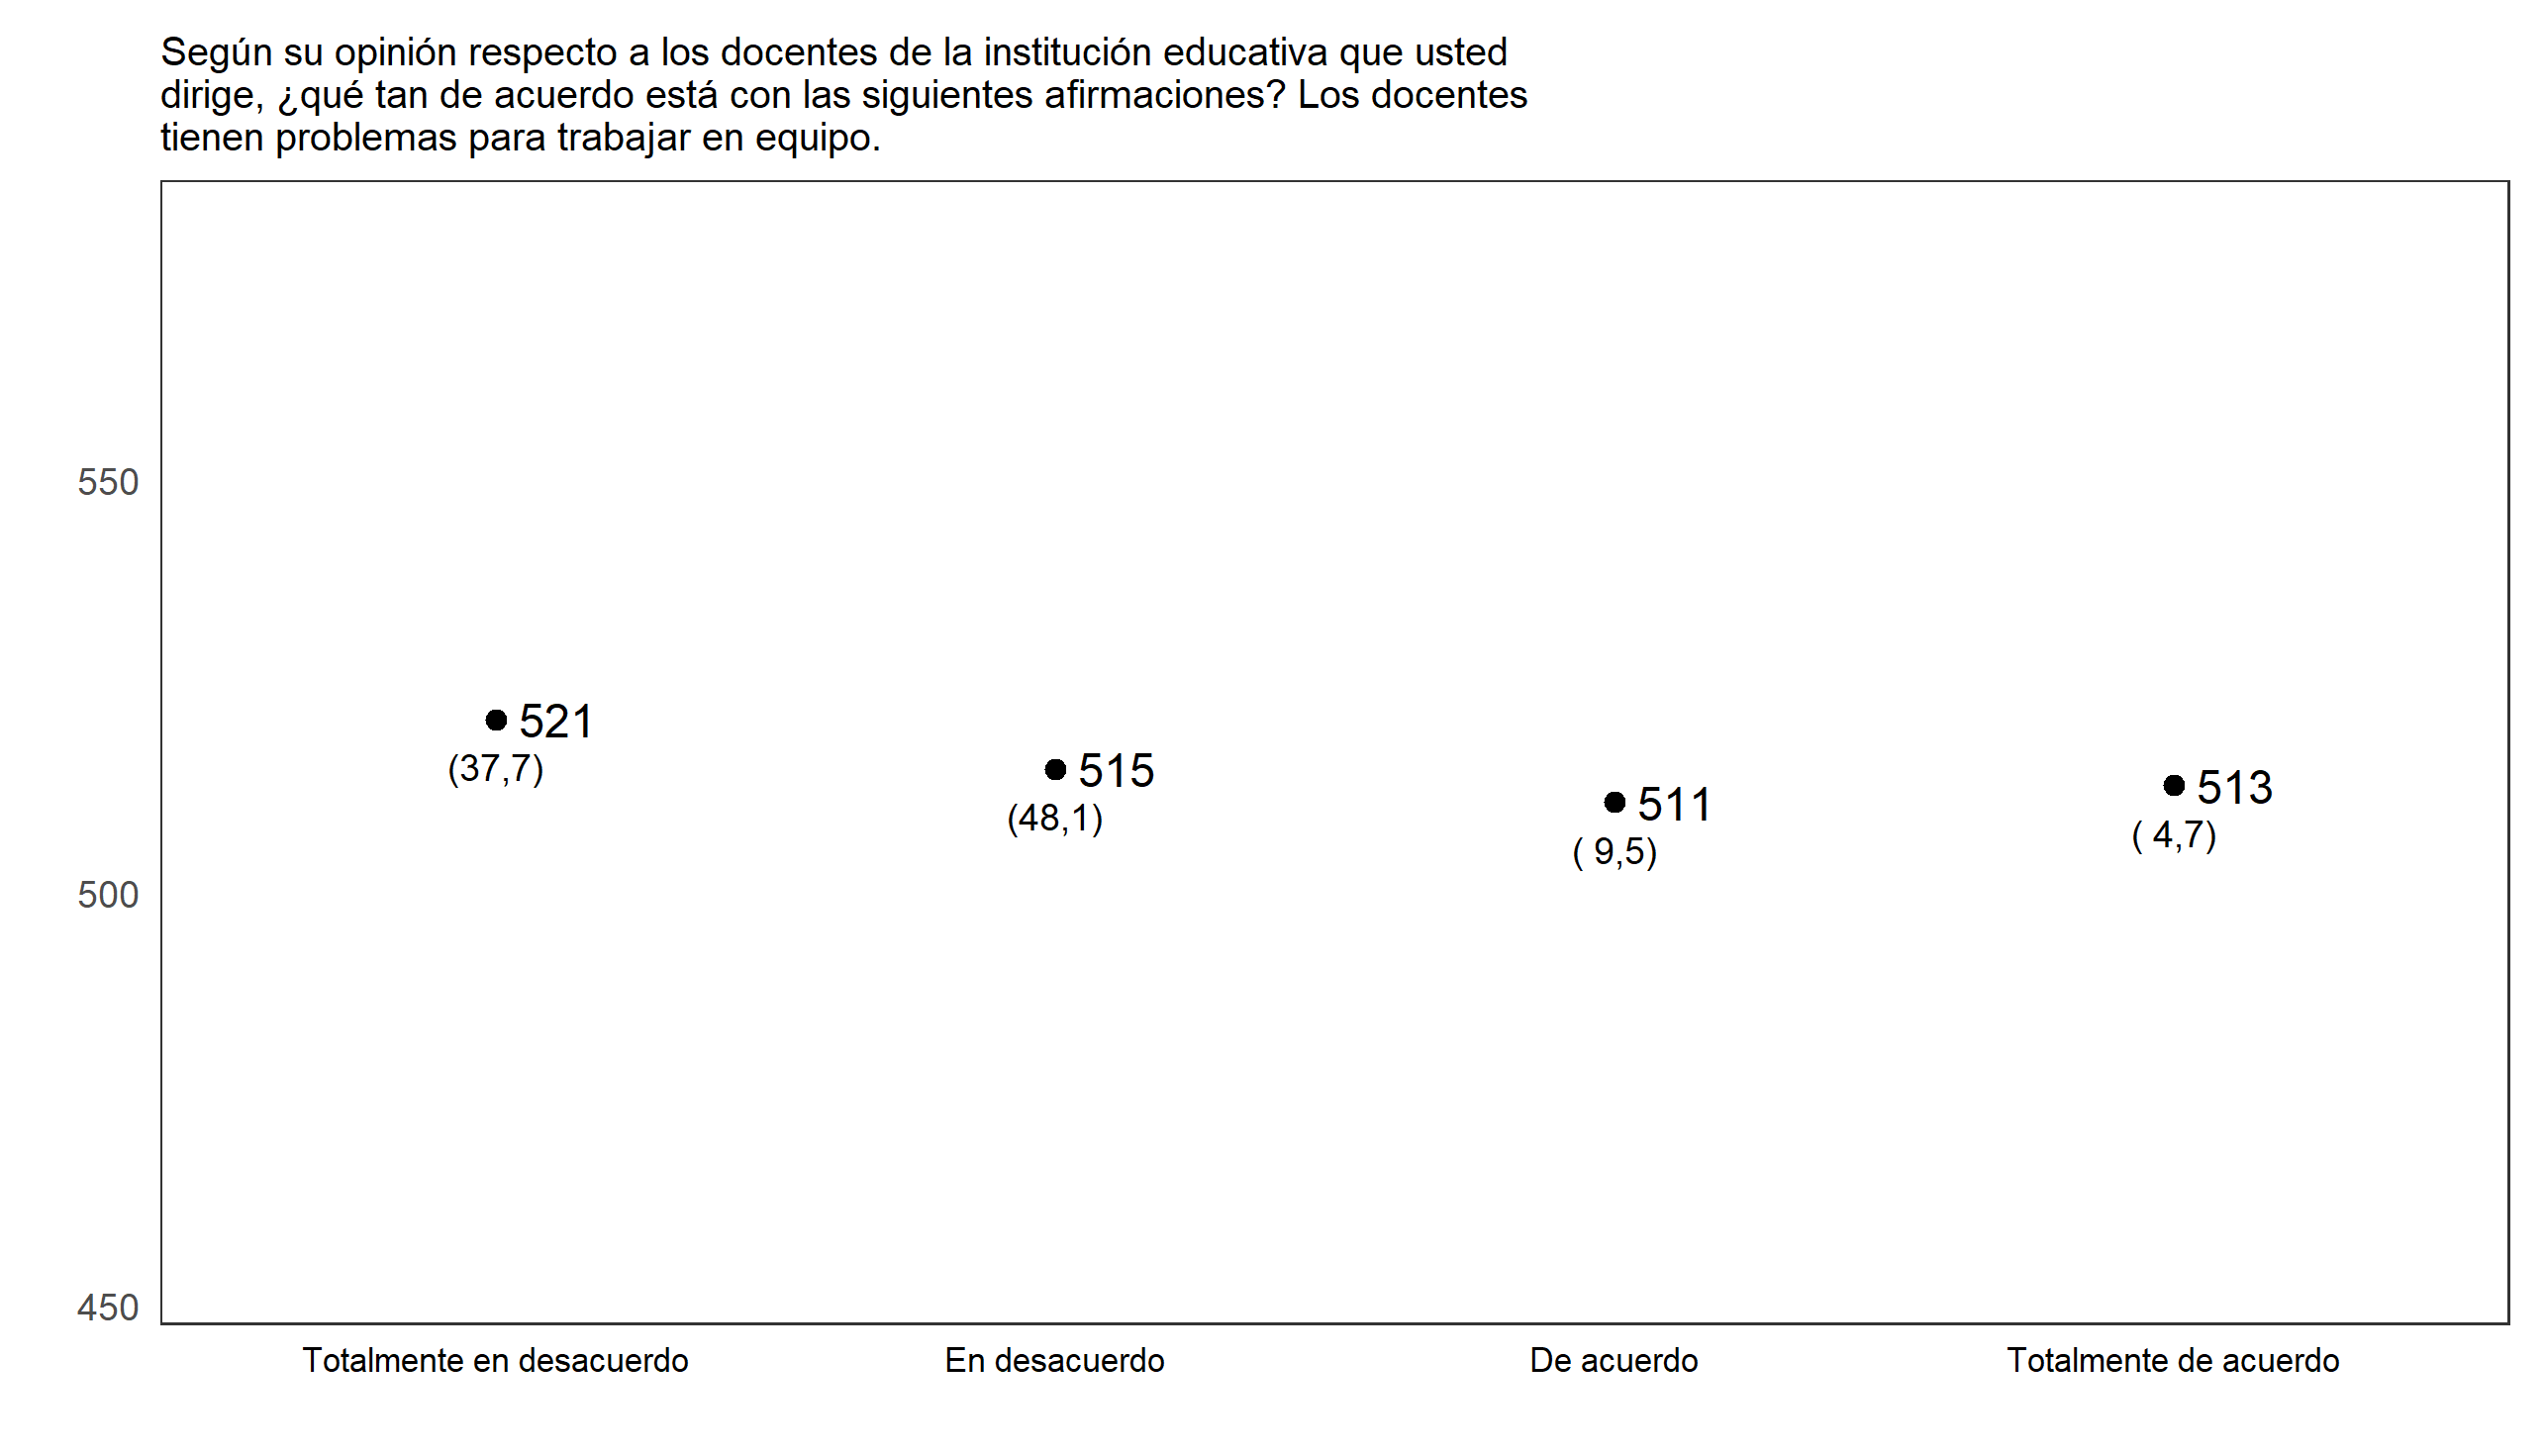 Según su opinión respecto a los docentes de la institución educativa que usted
dirige, ¿qué tan de acuerdo está con las siguientes afirmaciones? Los docentes
tienen problemas para trabajar en equipo.
550
500
450
521
(37,7)
515
(48,1)
511
( 9,5)
513
( 4,7)
Totalmente en desacuerdo
En desacuerdo
De acuerdo
Totalmente de acuerdo